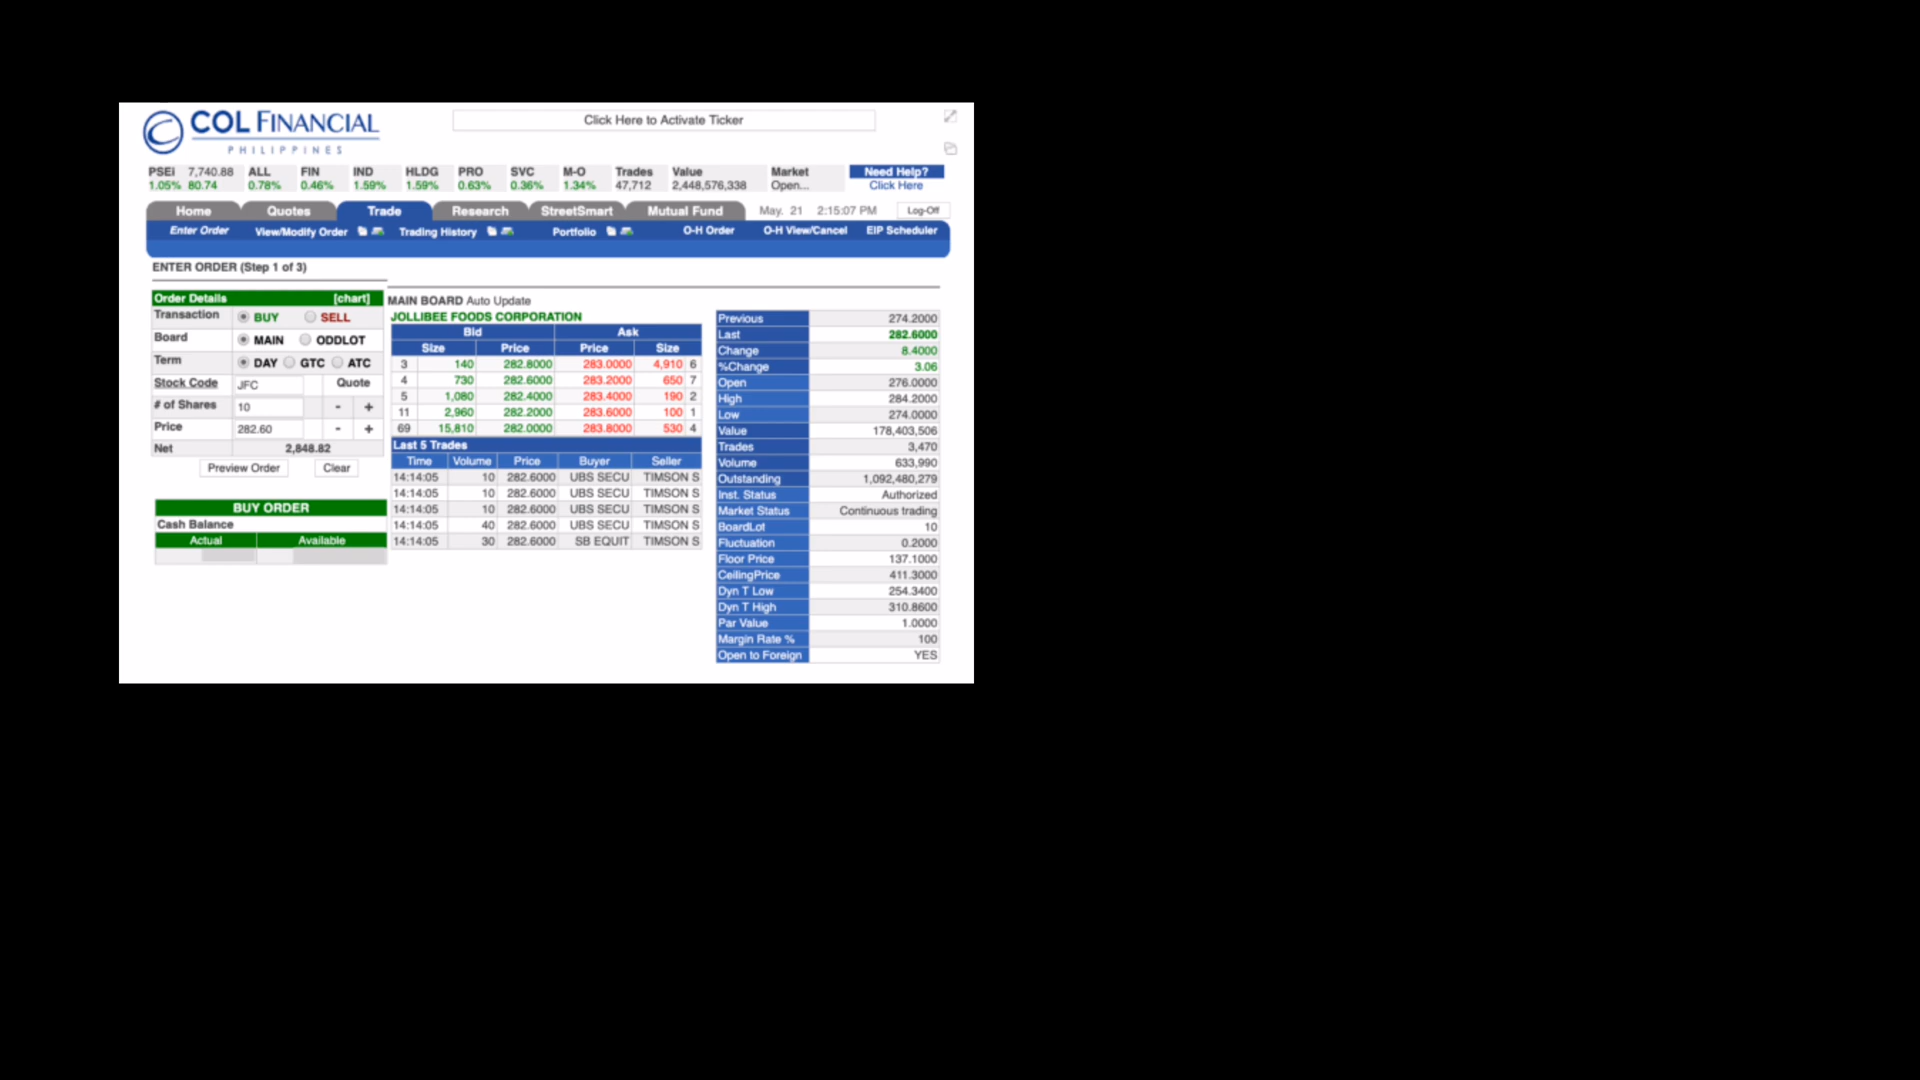 COL FINANCIAL
PHILIPPINES
Click Here to Activate Ticker
PSEi 7,740.88 ALL FIN IND HLDG PRO SVC M-O Trades Value Market Need Help?
1.05% 80.74 0.78% 0.46% 1.59% 1.59% 0.63% 0.36% 1.34% 47,712 2,448,576,338 Open... Click Here
Home Quotes Trade Research StreetSmart Mutual Fund May. 21 2:15:07 PM Log-Off
Enter Order View/Modify Order Trading History Portfolio O-H Order O-H View/Cancel EIP Scheduler
ENTER ORDER (Step 1 of 3)
Order Details [chart]
Transaction BUY SELL
Board MAIN ODDLOT
Term DAY GTC ATC
Stock Code JFC Quote
# of Shares 10 - +
Price 282.60 - +
Net 2,848.82
Preview Order Clear
BUY ORDER
Cash Balance
Actual Available
MAIN BOARD Auto Update
JOLLIBEE FOODS CORPORATION
Bid Ask
Size Price Price Size
3 140 282.8000 283.0000 4,910 6
4 730 282.6000 283.2000 650 7
5 1,080 282.4000 283.4000 190 2
11 2,960 282.2000 283.6000 100 1
69 15,810 282.0000 283.8000 530 4
Last 5 Trades
Time Volume Price Buyer Seller
14:14:05 10 282.6000 UBS SECU TIMSON S
14:14:05 10 282.6000 UBS SECU TIMSON S
14:14:05 10 282.6000 UBS SECU TIMSON S
14:14:05 40 282.6000 UBS SECU TIMSON S
14:14:05 30 282.6000 SB EQUIT TIMSON S
Previous 274.2000
Last 282.6000
Change 8.4000
%Change 3.06
Open 276.0000
High 284.2000
Low 274.0000
Value 178,403,506
Trades 3,470
Volume 633,990
Outstanding 1,092,480,279
Inst. Status Authorized
Market Status Continuous trading
BoardLot 10
Fluctuation 0.2000
Floor Price 137.1000
CeilingPrice 411.3000
Dyn T Low 254.3400
Dyn T High 310.8600
Par Value 1.0000
Margin Rate % 100
Open to Foreign YES